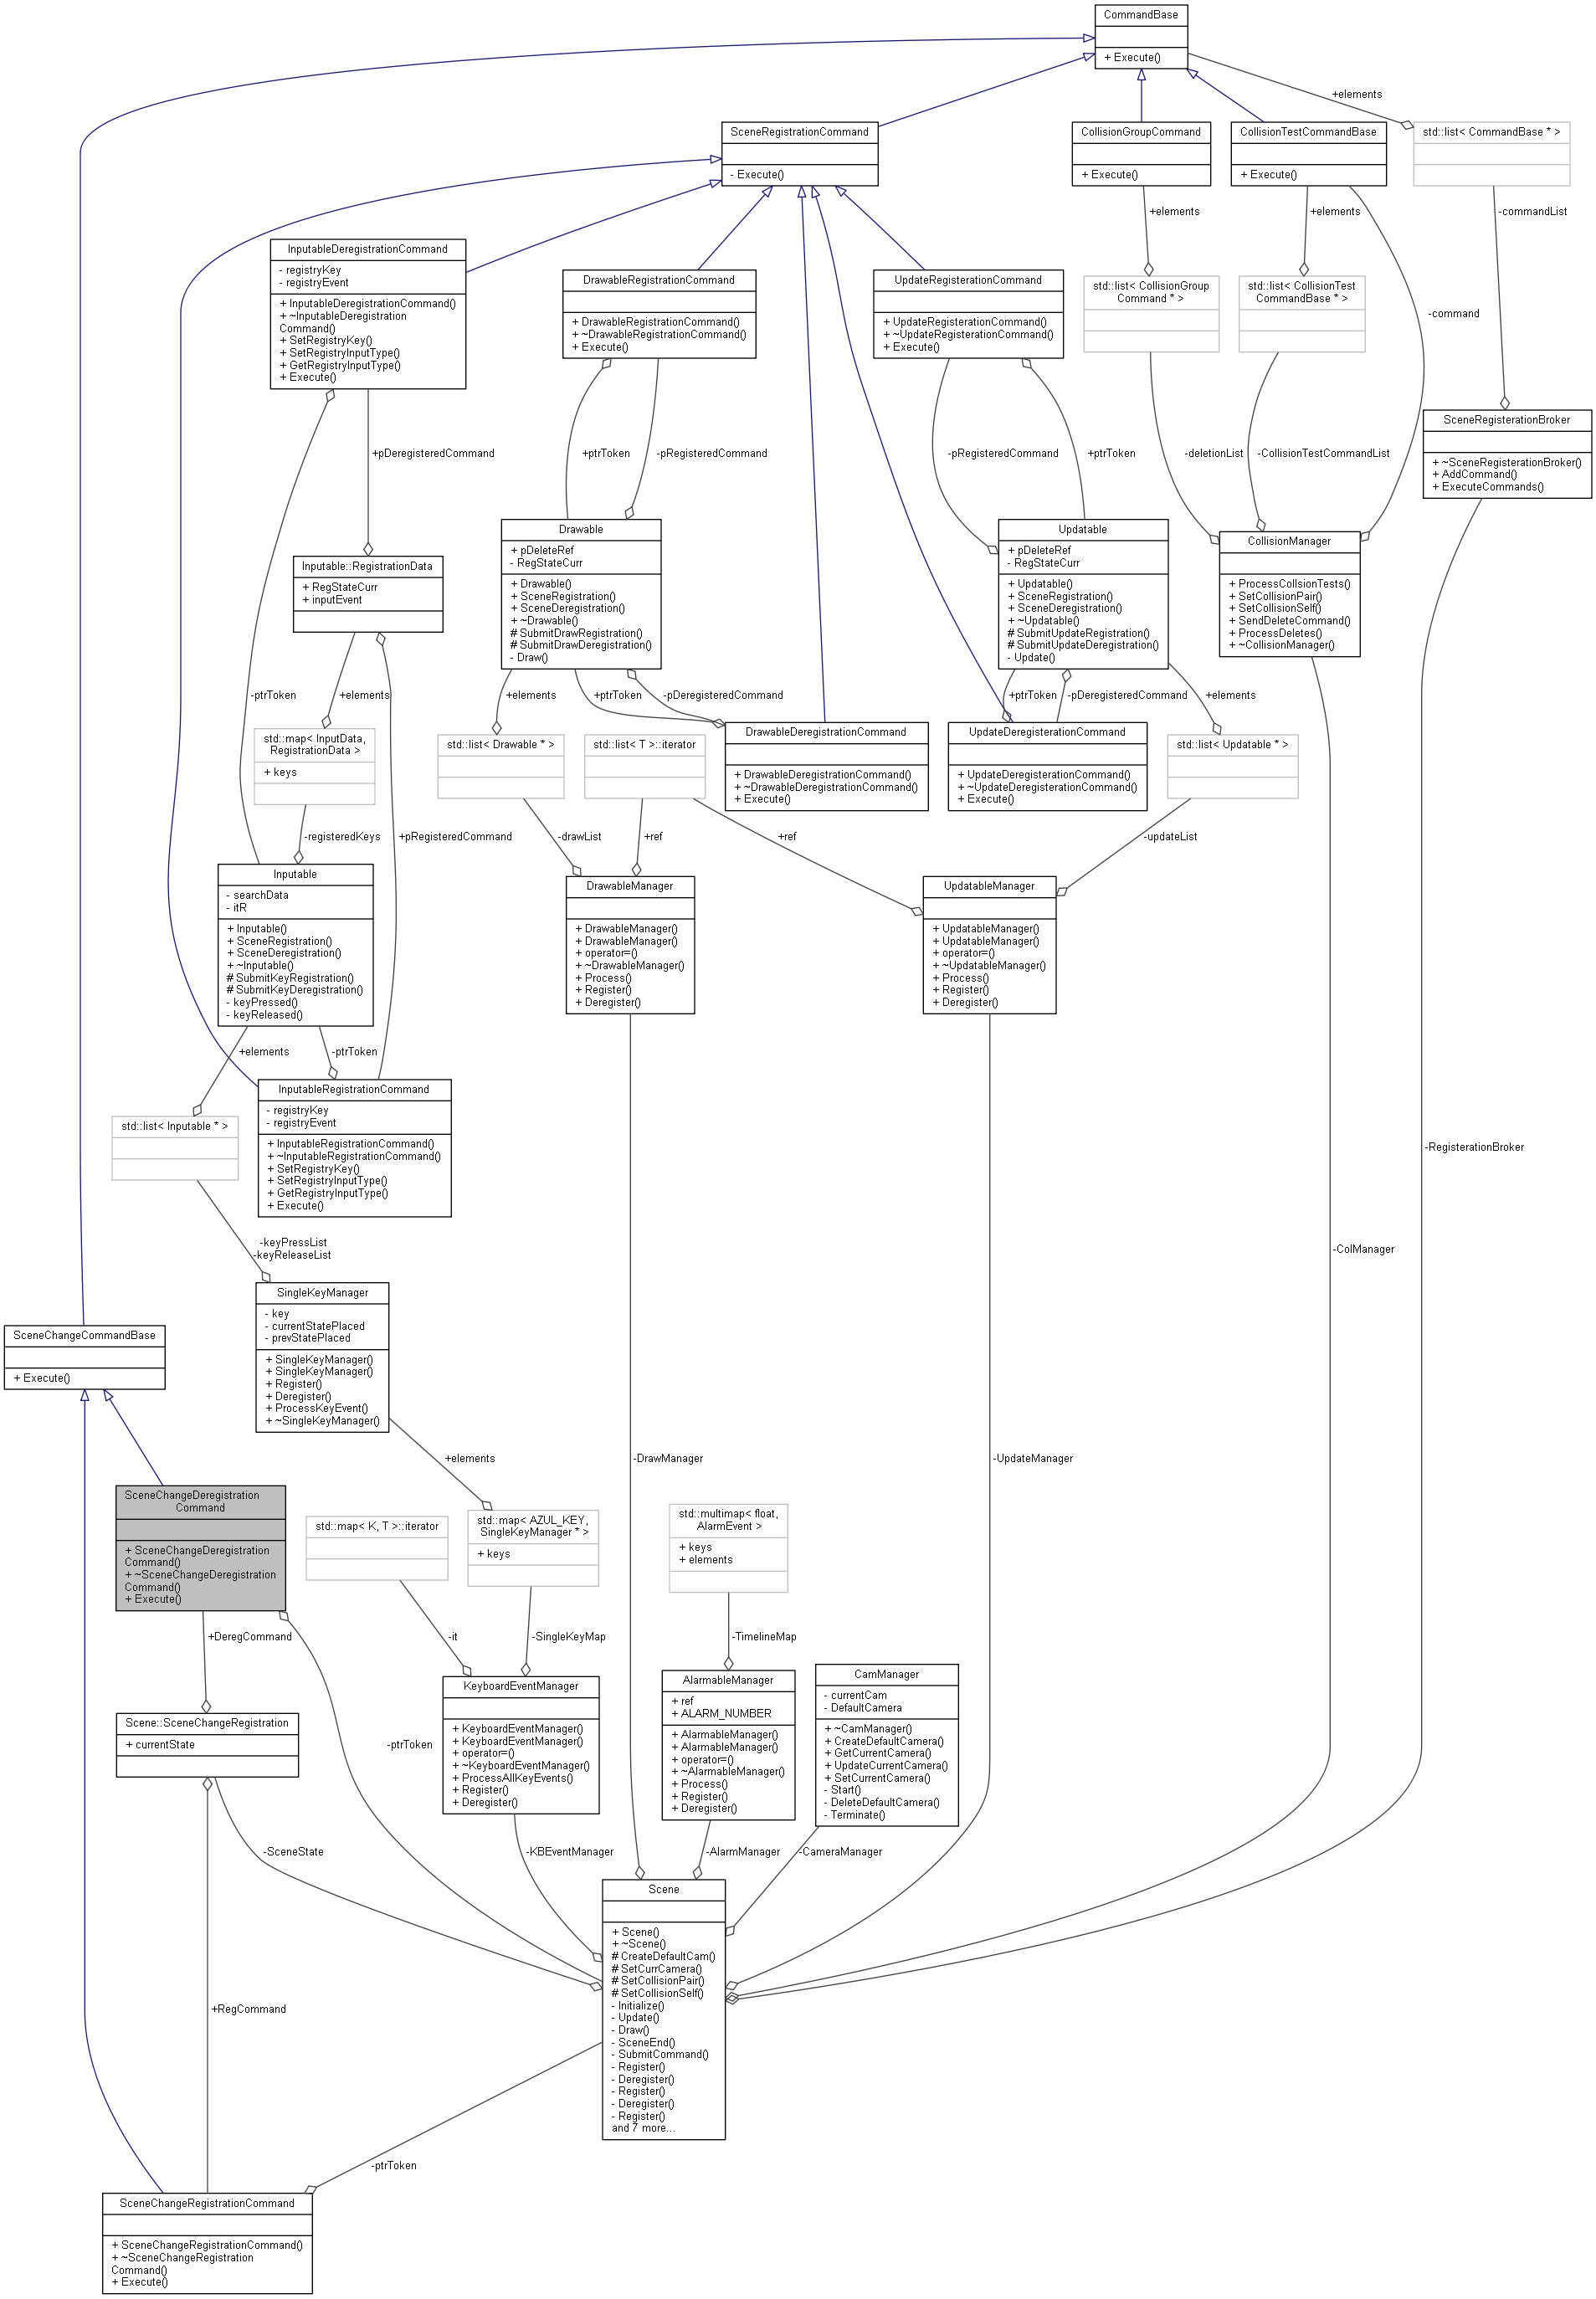 CommandBase
+ Execute()
+elements
SceneRegistrationCommand
- Execute()
CollisionGroupCommand
+ Execute()
CollisionTestCommandBase
+ Execute()
std::list< CommandBase * >
+elements
+elements
-commandList
InputableDeregistrationCommand
- registryKey
- registryEvent
+ InputableDeregistrationCommand()
+ ~InputableDeregistration
Command()
+ SetRegistryKey()
+ SetRegistryInputType()
+ GetRegistryInputType()
+ Execute()
DrawableRegistrationCommand
+ DrawableRegistrationCommand()
+ ~DrawableRegistrationCommand()
+ Execute()
UpdateRegisterationCommand
+ UpdateRegisterationCommand()
+ ~UpdateRegisterationCommand()
+ Execute()
std::list< CollisionGroup
Command * >
std::list< CollisionTest
CommandBase * >
-command
SceneRegisterationBroker
+ ~SceneRegisterationBroker()
+ AddCommand()
+ ExecuteCommands()
+pDeregisteredCommand
+ptrToken
-pRegisteredCommand
-pRegisteredCommand
+ptrToken
-deletionList
-CollisionTestCommandList
Inputable::RegistrationData
+ RegStateCurr
+ inputEvent
Drawable
+ pDeleteRef
- RegStateCurr
+ Drawable()
+ SceneRegistration()
+ SceneDeregistration()
+ ~Drawable()
# SubmitDrawRegistration()
# SubmitDrawDeregistration()
- Draw()
Updatable
+ pDeleteRef
- RegStateCurr
+ Updatable()
+ SceneRegistration()
+ SceneDeregistration()
+ ~Updatable()
# SubmitUpdateRegistration()
# SubmitUpdateDeregistration()
- Update()
CollisionManager
+ ProcessCollsionTests()
+ SetCollisionPair()
+ SetCollisionSelf()
+ SendDeleteCommand()
+ ProcessDeletes()
+ ~CollisionManager()
-ptrToken
+elements
+elements
+ptrToken
-pDeregisteredCommand
+ptrToken
-pDeregisteredCommand
+elements
std::map< InputData,
RegistrationData >
+ keys
std::list< Drawable * >
std::list< T >::iterator
DrawableDeregistrationCommand
+ DrawableDeregistrationCommand()
+ ~DrawableDeregistrationCommand()
+ Execute()
UpdateDeregisterationCommand
+ UpdateDeregisterationCommand()
+ ~UpdateDeregisterationCommand()
+ Execute()
std::list< Updatable * >
-registeredKeys
+pRegisteredCommand
-drawList
+ref
+ref
-updateList
Inputable
- searchData
- itR
+ Inputable()
+ SceneRegistration()
+ SceneDeregistration()
+ ~Inputable()
# SubmitKeyRegistration()
# SubmitKeyDeregistration()
- keyPressed()
- keyReleased()
DrawableManager
+ DrawableManager()
+ DrawableManager()
+ operator=()
+ ~DrawableManager()
+ Process()
+ Register()
+ Deregister()
UpdatableManager
+ UpdatableManager()
+ UpdatableManager()
+ operator=()
+ ~UpdatableManager()
+ Process()
+ Register()
+ Deregister()
+elements
-ptrToken
std::list< Inputable * >
InputableRegistrationCommand
- registryKey
- registryEvent
+ InputableRegistrationCommand()
+ ~InputableRegistrationCommand()
+ SetRegistryKey()
+ SetRegistryInputType()
+ GetRegistryInputType()
+ Execute()
-RegisterationBroker
-keyPressList
-keyReleaseList
-ColManager
SingleKeyManager
- key
- currentStatePlaced
- prevStatePlaced
+ SingleKeyManager()
+ SingleKeyManager()
+ Register()
+ Deregister()
+ ProcessKeyEvent()
+ ~SingleKeyManager()
SceneChangeCommandBase
+ Execute()
+elements
-DrawManager
-UpdateManager
SceneChangeDeregistration
Command
+ SceneChangeDeregistration
Command()
+ ~SceneChangeDeregistration
Command()
+ Execute()
std::map< K, T >::iterator
std::map< AZUL_KEY,
SingleKeyManager * >
+ keys
std::multimap< float,
AlarmEvent >
+ keys
+ elements
+DeregCommand
-it
-SingleKeyMap
-TimelineMap
Scene::SceneChangeRegistration
+ currentState
-ptrToken
KeyboardEventManager
+ KeyboardEventManager()
+ KeyboardEventManager()
+ operator=()
+ ~KeyboardEventManager()
+ ProcessAllKeyEvents()
+ Register()
+ Deregister()
AlarmableManager
+ ref
+ ALARM_NUMBER
+ AlarmableManager()
+ AlarmableManager()
+ operator=()
+ ~AlarmableManager()
+ Process()
+ Register()
+ Deregister()
CamManager
- currentCam
- DefaultCamera
+ ~CamManager()
+ CreateDefaultCamera()
+ GetCurrentCamera()
+ UpdateCurrentCamera()
+ SetCurrentCamera()
- Start()
- DeleteDefaultCamera()
- Terminate()
-SceneState
-KBEventManager
-AlarmManager
-CameraManager
Scene
+ Scene()
+ ~Scene()
# CreateDefaultCam()
# SetCurrCamera()
# SetCollisionPair()
# SetCollisionSelf()
- Initialize()
- Update()
- Draw()
- SceneEnd()
- SubmitCommand()
- Register()
- Deregister()
- Register()
- Deregister()
- Register()
and 7 more...
+RegCommand
-ptrToken
SceneChangeRegistrationCommand
+ SceneChangeRegistrationCommand()
+ ~SceneChangeRegistration
Command()
+ Execute()